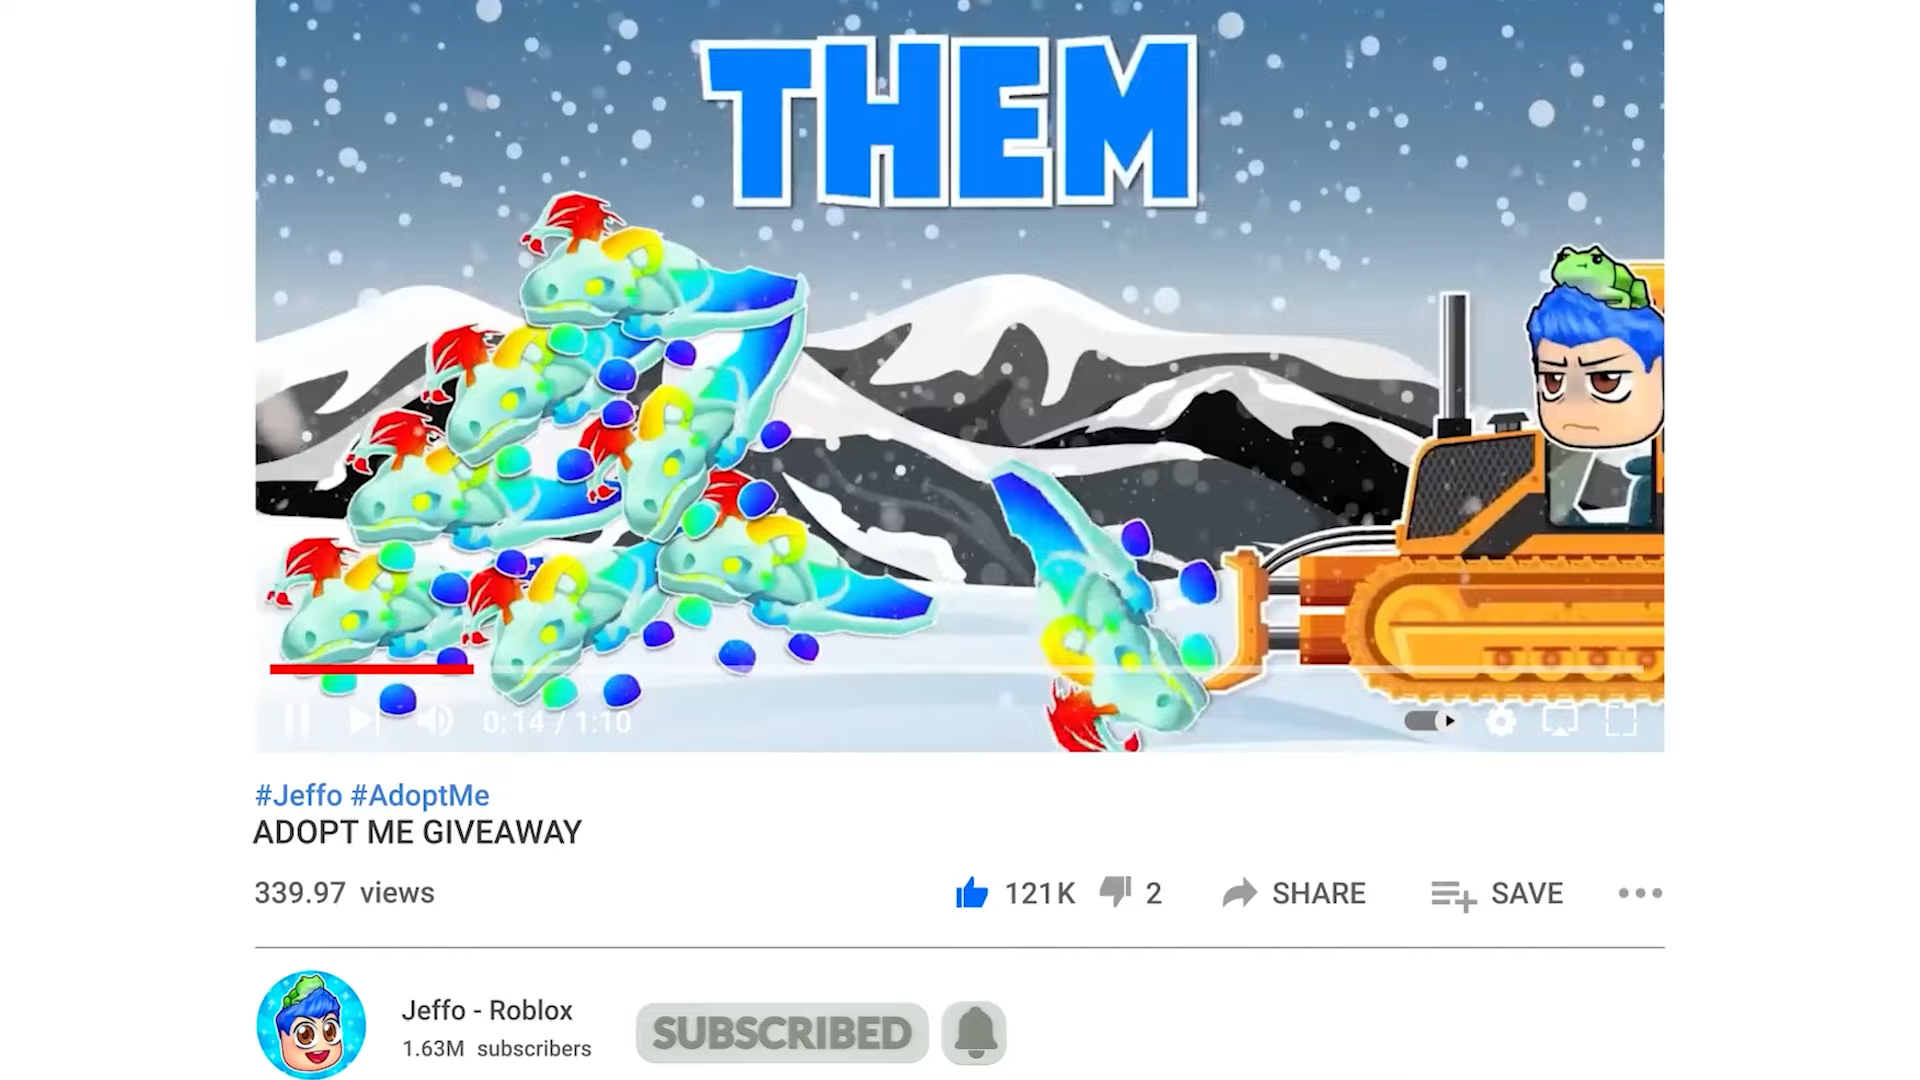 THEM
0:14 / 1:10
#Jeffo #AdoptMe
ADOPT ME GIVEAWAY
339.97 views
121K 2 SHARE SAVE
Jeffo - Roblox
1.63M subscribers
SUBSCRIBED